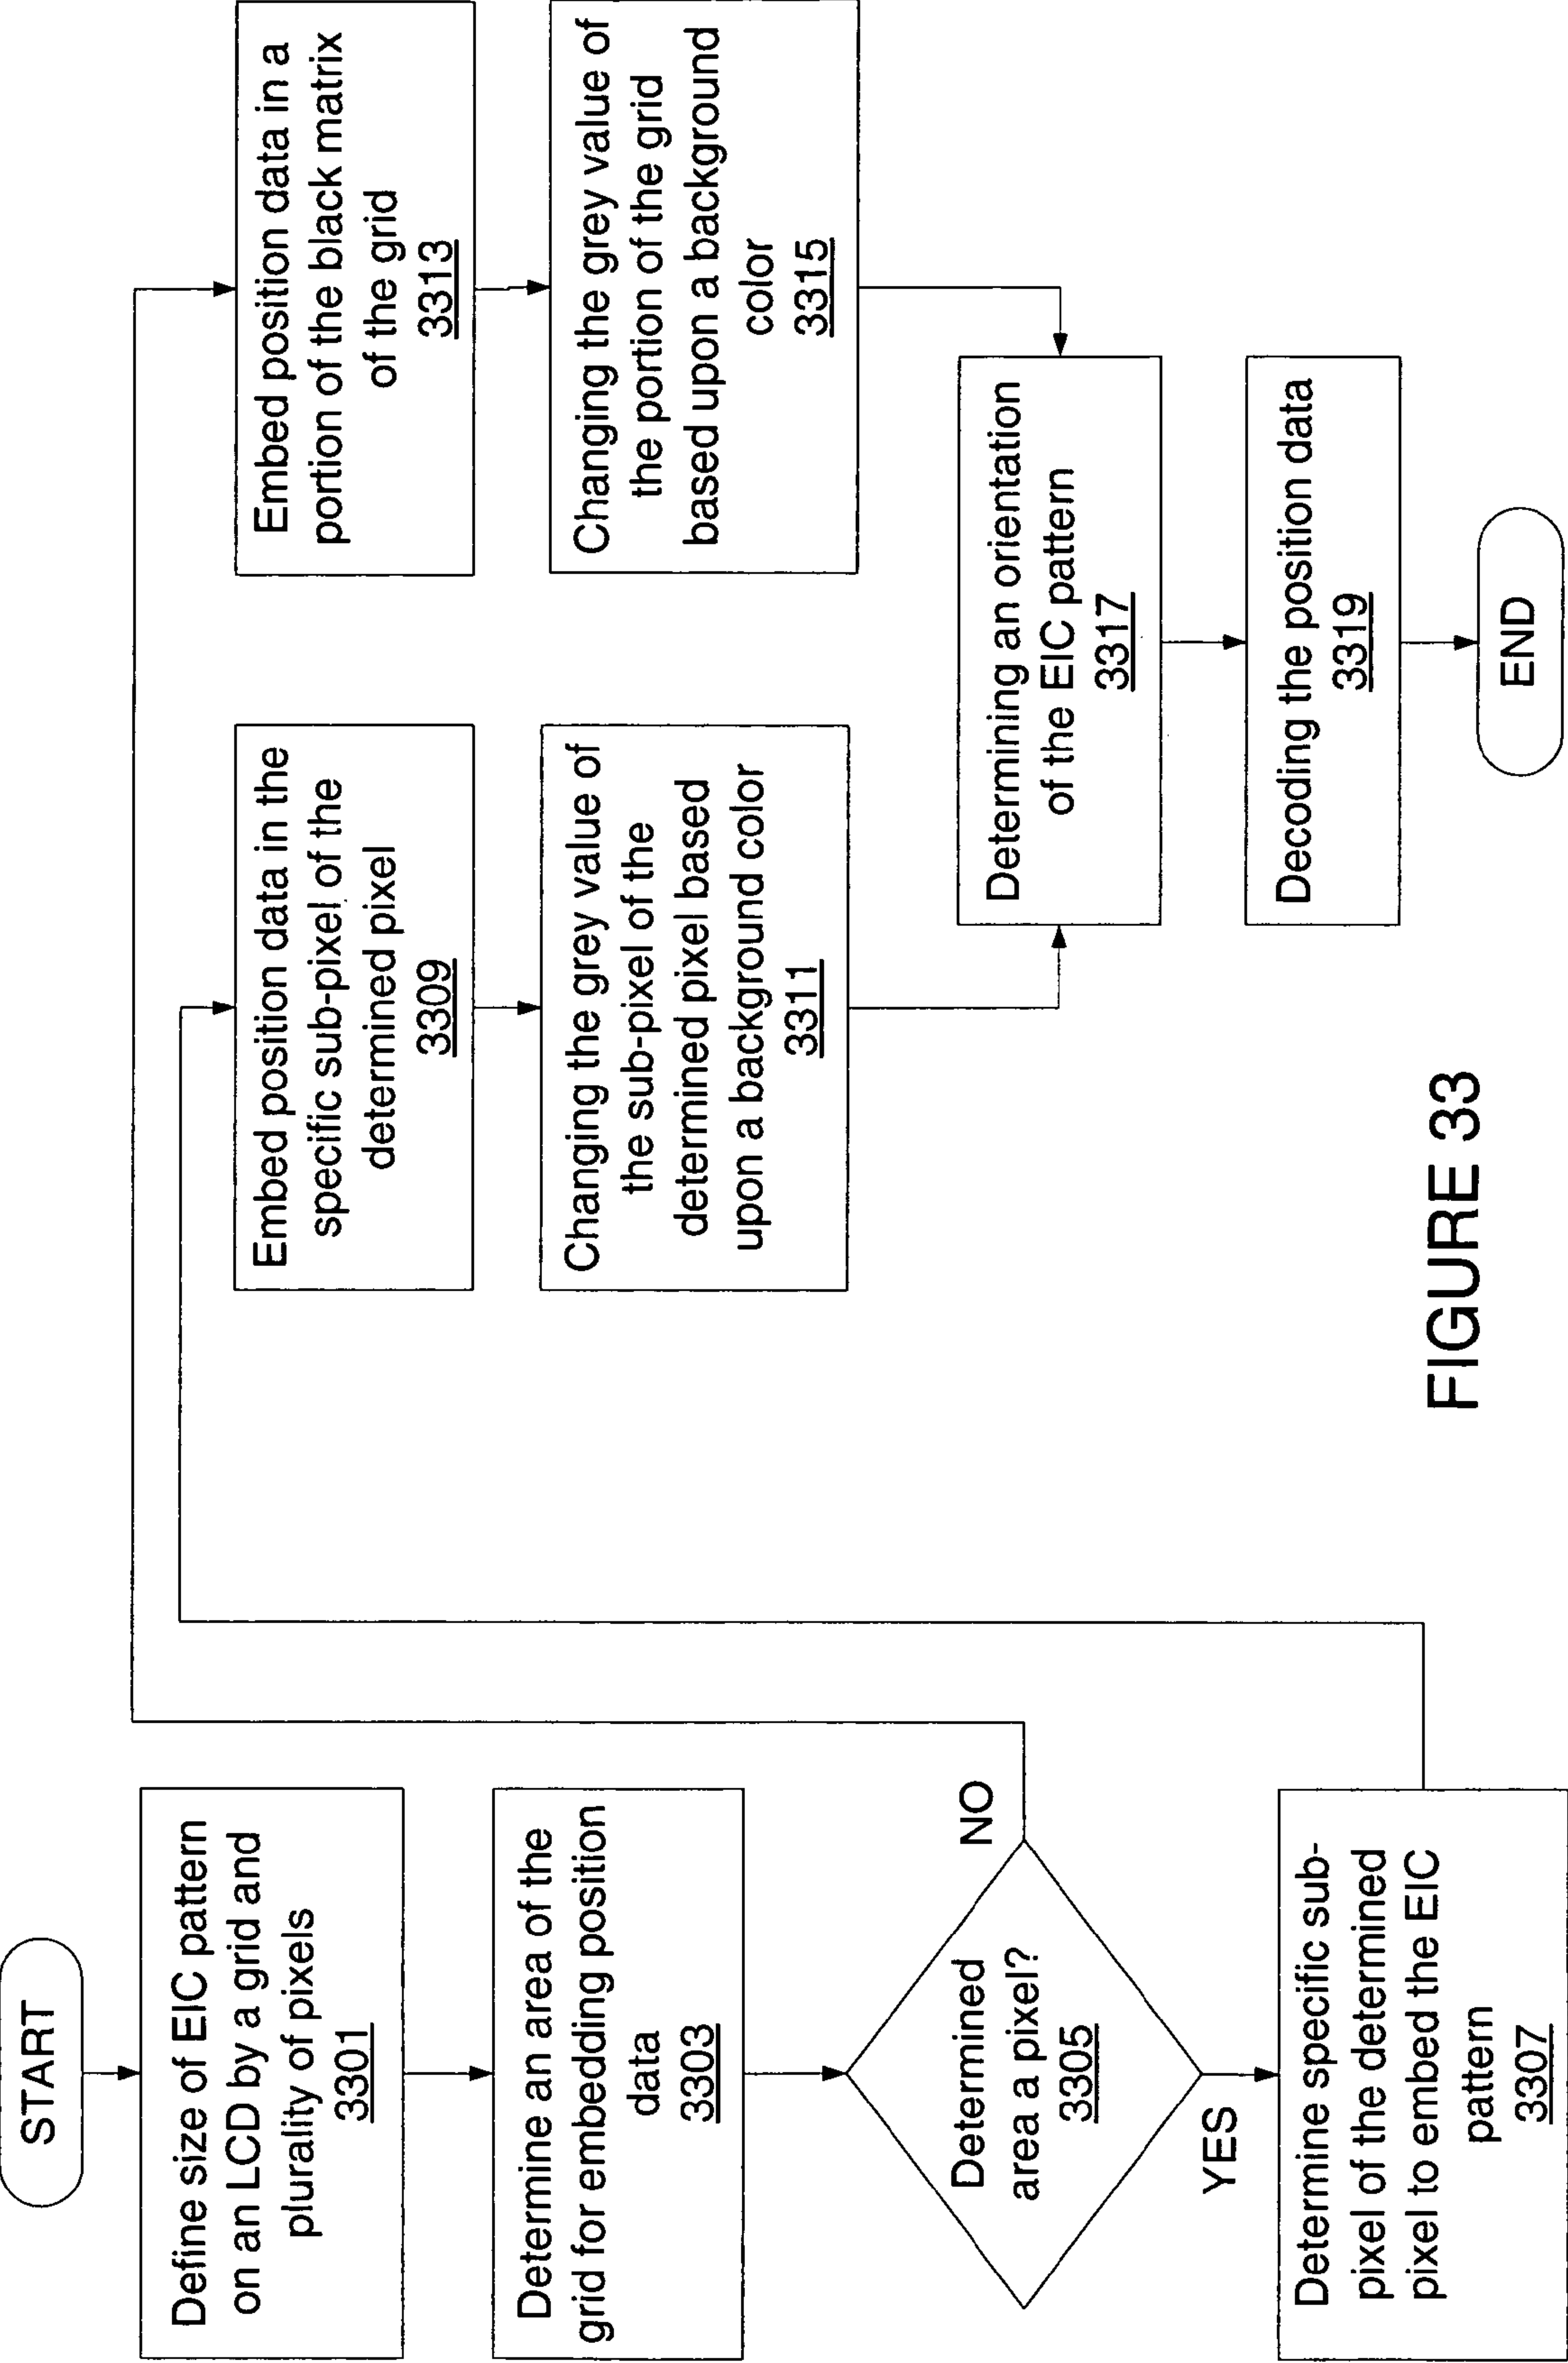 START
Define size of EIC pattern
on an LCD by a grid and
plurality of pixels
3301
Determine an area of the
grid for embedding position
data
3303
Determined
area a pixel?
3305
NO
YES
Determine specific sub-
pixel of the determined
pixel to embed the EIC
pattern
3307
Embed position data in the
specific sub-pixel of the
determined pixel
3309
Changing the grey value of
the sub-pixel of the
determined pixel based
upon a background color
3311
Embed position data in a
portion of the black matrix
of the grid
3313
Changing the grey value of
the portion of the grid
based upon a background
color
3315
Determining an orientation
of the EIC pattern
3317
Decoding the position data
3319
END
FIGURE 33